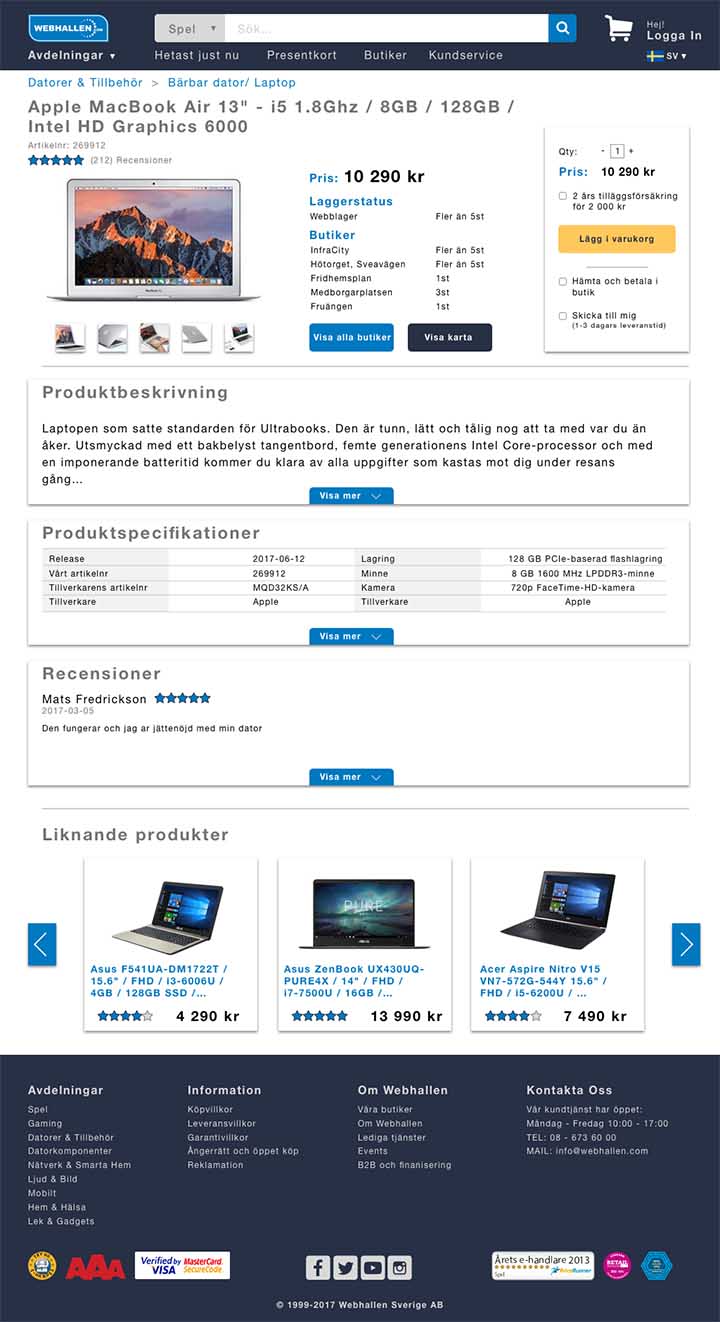 WEBHALLEN.com
Spel ▼
Sök...
Hej!
Logga In
Avdelningar ▼
Hetast just nu
Presentkort
Butiker
Kundservice
SV ▼
Datorer & Tillbehör > Bärbar dator/ Laptop
Apple MacBook Air 13" - i5 1.8Ghz / 8GB / 128GB /
Intel HD Graphics 6000
Artikelnr: 269912
(212) Recensioner
Pris: 10 290 kr
Laggerstatus
Webblager Fler än 5st
Butiker
InfraCity Fler än 5st
Hötorget, Sveavägen Fler än 5st
Fridhemsplan 1st
Medborgarplatsen 3st
Fruängen 1st
Visa alla butiker
Visa karta
Qty: - 1 +
Pris: 10 290 kr
2 års tilläggsförsäkring
för 2 000 kr
Lägg i varukorg
Hämta och betala i
butik
Skicka till mig
(1-3 dagars leveranstid)
Produktbeskrivning
Laptopen som satte standarden för Ultrabooks. Den är tunn, lätt och tålig nog att ta med var du än
åker. Utsmyckad med ett bakbelyst tangentbord, femte generationens Intel Core-processor och med
en imponerande batteritid kommer du klara av alla uppgifter som kastas mot dig under resans
gång...
Visa mer
Produktspecifikationer
Release 2017-06-12 Lagring 128 GB PCIe-baserad flashlagring
Vårt artikelnr 269912 Minne 8 GB 1600 MHz LPDDR3-minne
Tillverkarens artikelnr MQD32KS/A Kamera 720p FaceTime-HD-kamera
Tillverkare Apple Tillverkare Apple
Visa mer
Recensioner
Mats Fredrickson
2017-03-05
Den fungerar och jag ar jättenöjd med min dator
Visa mer
Liknande produkter
PURE
Asus F541UA-DM1722T /
15.6" / FHD / i3-6006U /
4GB / 128GB SSD /...
4 290 kr
Asus ZenBook UX430UQ-
PURE4X / 14" / FHD /
i7-7500U / 16GB /...
13 990 kr
Acer Aspire Nitro V15
VN7-572G-544Y 15.6" /
FHD / i5-6200U / ...
7 490 kr
Avdelningar
Spel
Gaming
Datorer & Tillbehör
Datorkomponenter
Nätverk & Smarta Hem
Ljud & Bild
Mobilt
Hem & Hälsa
Lek & Gadgets
Information
Köpvillkor
Leveransvillkor
Garantivillkor
Ångerrätt och öppet köp
Reklamation
Om Webhallen
Våra butiker
Om Webhallen
Lediga tjänster
Events
B2B och finanisering
Kontakta Oss
Vår kundtjänst har öppet:
Måndag - Fredag 10:00 - 17:00
TEL: 08 - 673 60 00
MAIL: info@webhallen.com
AAA
Verified by VISA
MasterCard. SecureCode
Årets e-handlare 2013
Spel
PriceRunner
RETAIL
© 1999-2017 Webhallen Sverige AB